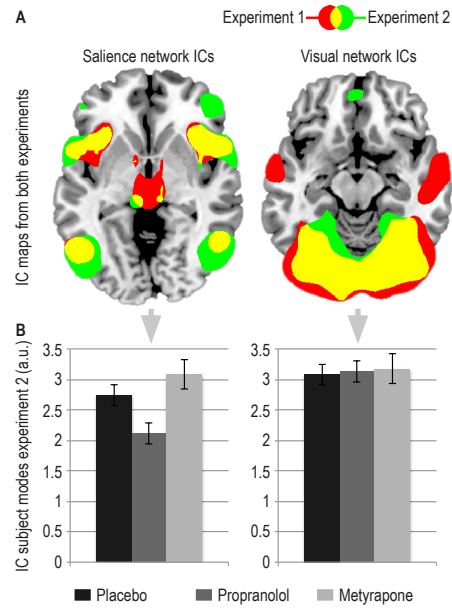 A
Experiment 1 Experiment 2
Salience network ICs Visual network ICs
IC maps from both experiments
B
IC subject modes experiment 2 (a.u.)
3.5 3.5
3 3
2.5 2.5
2 2
1.5 1.5
1 1
0.5 0.5
0 0
Placebo Propranolol Metyrapone